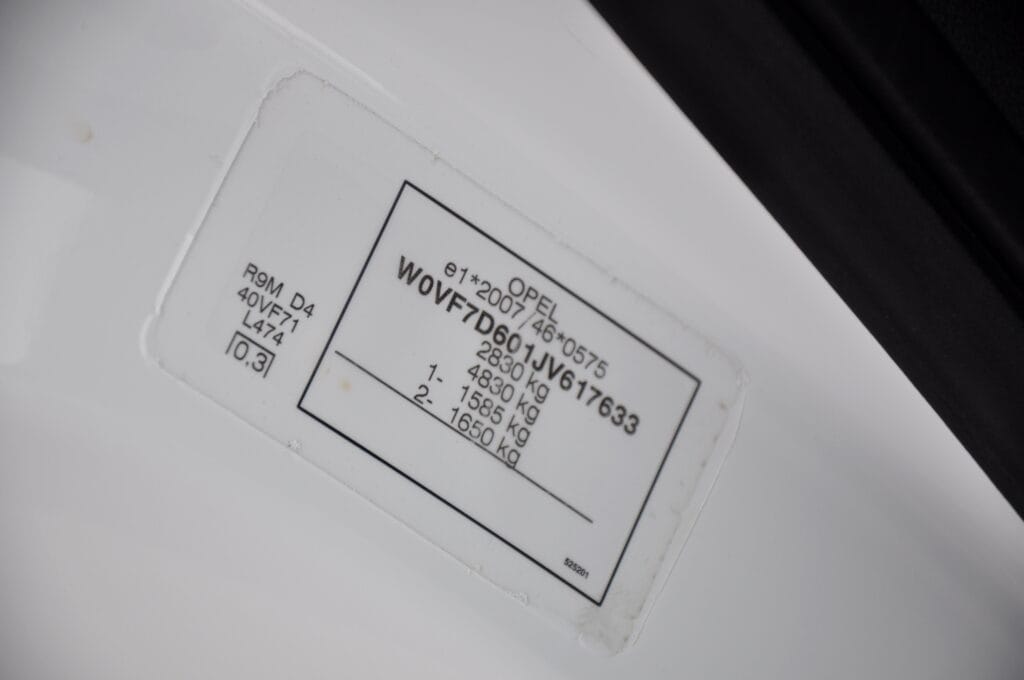 OPEL
e1*2007/46*0575
W0VF7D601JV617633
2830 kg
4830 kg
1- 1585 kg
2- 1650 kg
R9M D4
40VF71
L474
0.3
525201